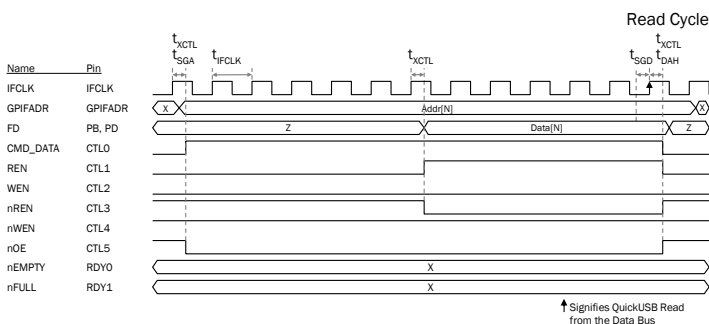 Read Cycle
tXCTL tXCTL
tSGA tIFCLK tXCTL tSGD tDAH
Name Pin
IFCLK IFCLK
GPIFADR GPIFADR X Addr[N] X
FD PB, PD Z Data[N] Z
CMD_DATA CTL0
REN CTL1
WEN CTL2
nREN CTL3
nWEN CTL4
nOE CTL5
nEMPTY RDY0 X
nFULL RDY1 X
Signifies QuickUSB Read
from the Data Bus